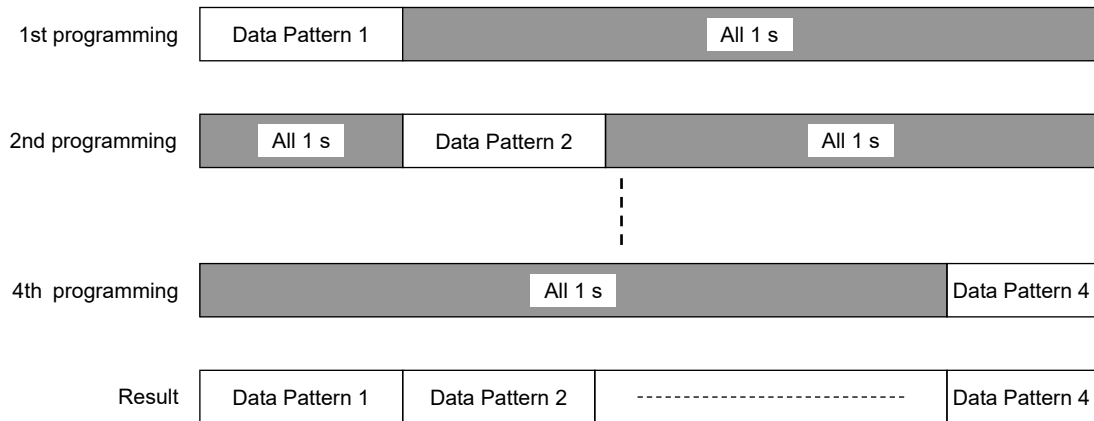 1st programming Data Pattern 1 All 1 s
2nd programming All 1 s Data Pattern 2 All 1 s
4th programming All 1 s Data Pattern 4
Result Data Pattern 1 Data Pattern 2 Data Pattern 4